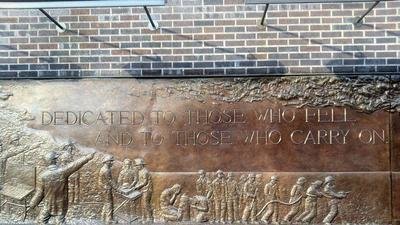 DEDICATED TO THOSE WHO FELL
AND TO THOSE WHO CARRY ON